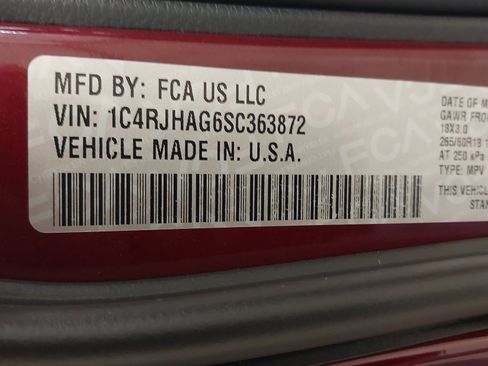 MFD BY: FCA US LLC
VIN: 1C4RJHAG6SC363872
VEHICLE MADE IN: U.S.A.
DATE OF M
GAWR FRO
18X8.0
265/60R18 1
AT 250 kPa
TYPE: MPV
THIS VEHICL
STAN